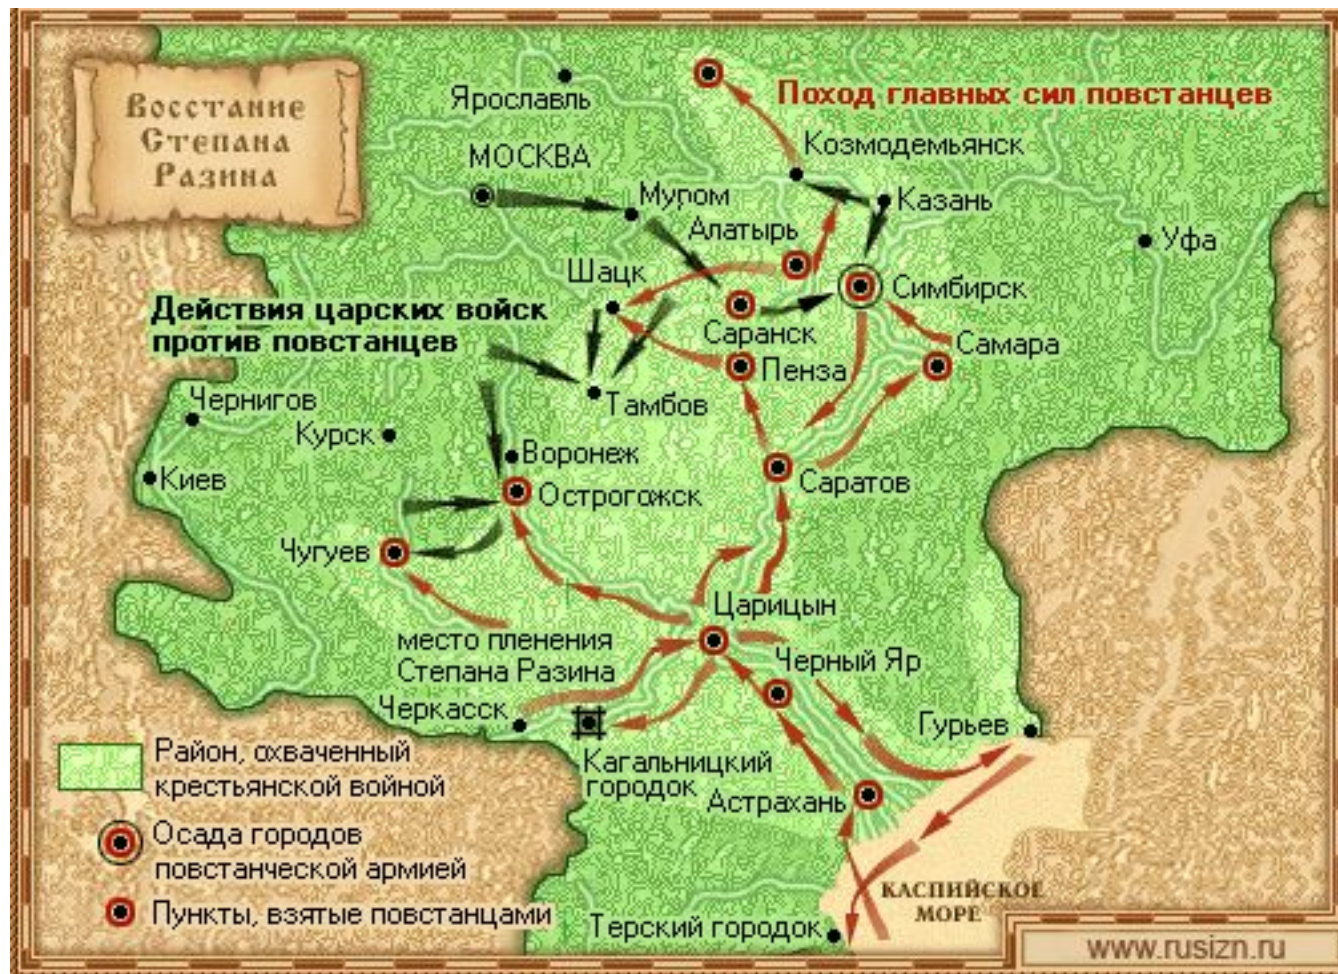 Восстание
Степана
Разина
Ярославль
Поход главных сил повстанцев
МОСКВА
Козмодемьянск
Муром
Казань
Алатырь
Уфа
Шацк
Симбирск
Действия царских войск
против повстанцев
Саранск
Самара
Пенза
Тамбов
Чернигов
Курск
Воронеж
Киев
Острогожск
Саратов
Чугуев
Царицын
место пленения
Степана Разина
Черный Яр
Черкасск
Гурьев
Кагальницкий
городок
Астрахань
Район, охваченный
крестьянской войной
Осада городов
повстанческой армией
Пункты, взятые повстанцами
КАСПИЙСКОЕ
МОРЕ
Терский городок
www.rusizn.ru